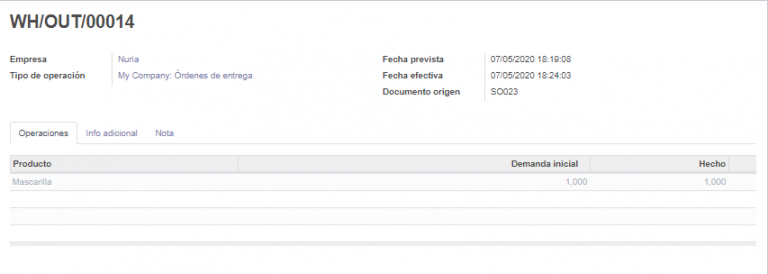 WH/OUT/00014
Empresa Nuria Fecha prevista 07/05/2020 18:19:08
Tipo de operación My Company: Órdenes de entrega Fecha efectiva 07/05/2020 18:24:03
Documento origen SO023
Operaciones Info adicional Nota
Producto Demanda inicial Hecho
Mascarilla 1,000 1,000